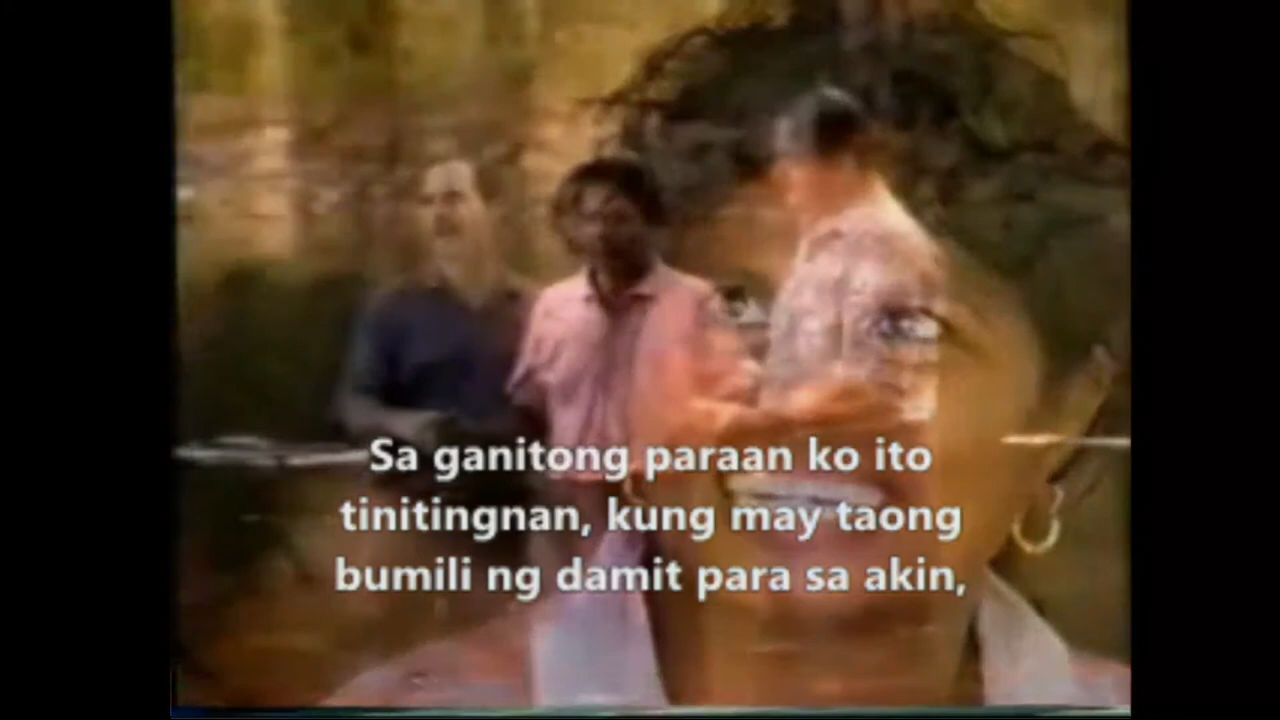 Sa ganitong paraan ko ito
tinitingnan, kung may taong
bumili ng damit para sa akin,